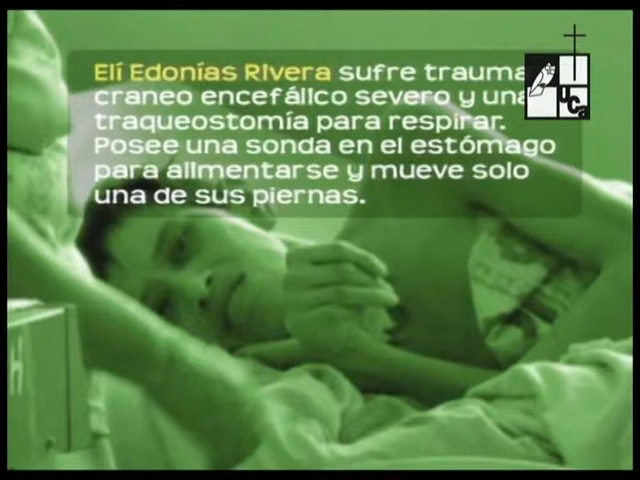 Elí Edonías Rivera sufre trauma
craneo encefálico severo y una
traqueostomía para respirar.
Posee una sonda en el estómago
para alimentarse y mueve solo
una de sus piernas.
uCa
H